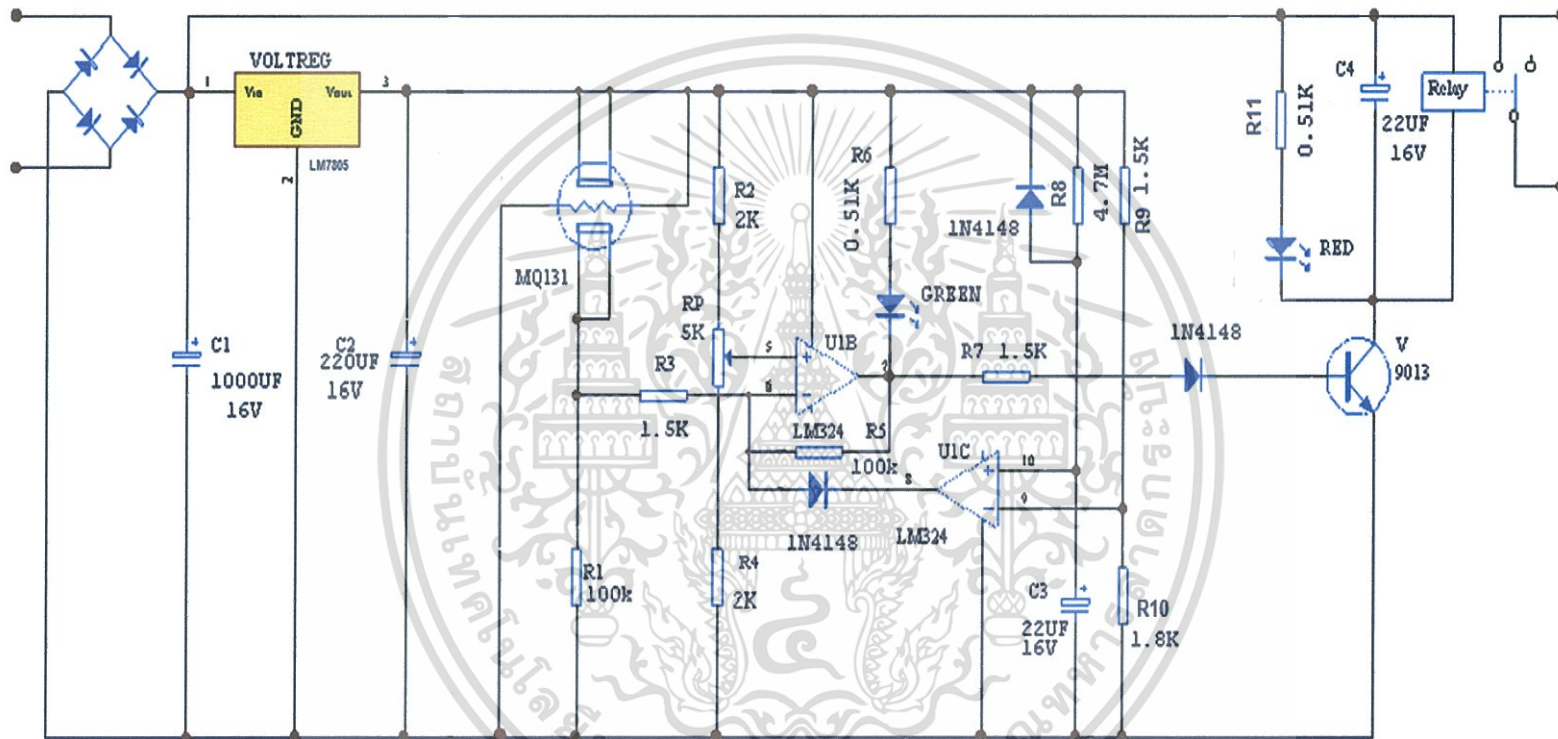 VOLTREG
1
Vin
Vout
3
GND
LM7805
2
C1
1000UF
16V
C2
220UF
16V
MQ131
R1
100k
R2
2K
RP
5K
R3
1.5K
R4
2K
5
6
U1B
7
LM324
R5
100k
R6
0.51K
GREEN
R7 1.5K
1N4148
1N4148
8
U1C
10
9
LM324
1N4148
R8
4.7M
R9 1.5K
C3
22UF
16V
R10
1.8K
R11
0.51K
RED
C4
22UF
16V
Relay
V
9013